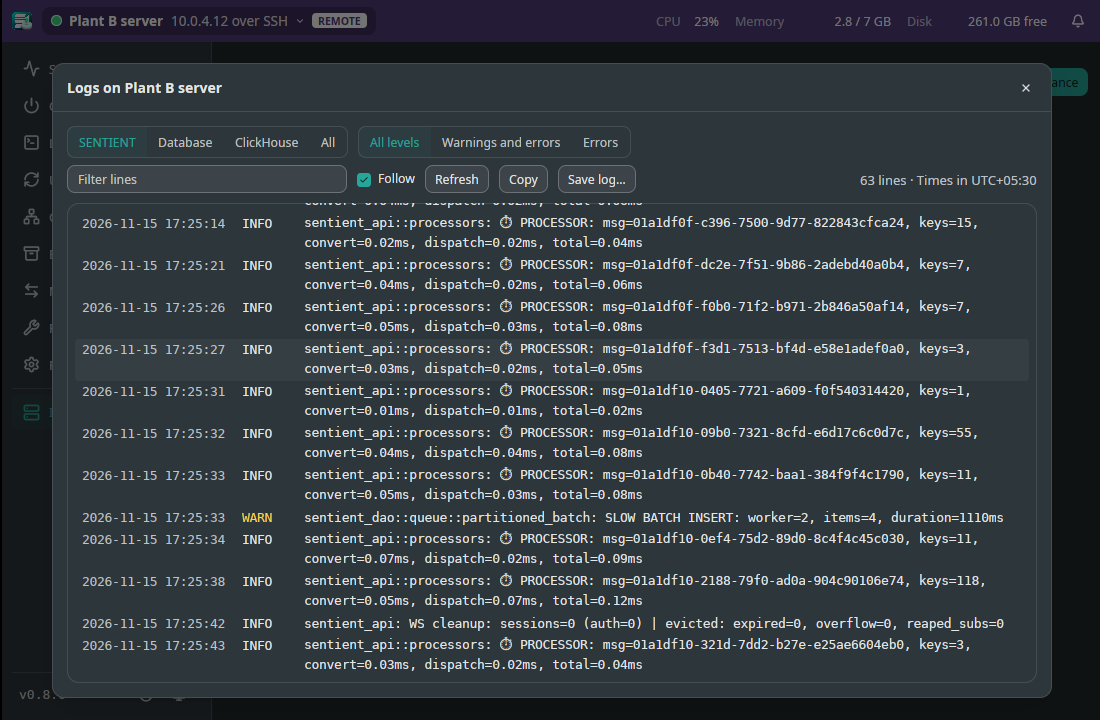 Plant B server 10.0.4.12 over SSH REMOTE CPU 23% Memory 2.8 / 7 GB Disk 261.0 GB free
ance
Logs on Plant B server ×
SENTIENT Database ClickHouse All All levels Warnings and errors Errors
Filter lines Follow Refresh Copy Save log... 63 lines · Times in UTC+05:30
2026-11-15 17:25:14 INFO sentient_api::processors: ⏱ PROCESSOR: msg=01a1df0f-c396-7500-9d77-822843cfca24, keys=15,
convert=0.02ms, dispatch=0.02ms, total=0.04ms
2026-11-15 17:25:21 INFO sentient_api::processors: ⏱ PROCESSOR: msg=01a1df0f-dc2e-7f51-9b86-2adebd40a0b4, keys=7,
convert=0.04ms, dispatch=0.02ms, total=0.06ms
2026-11-15 17:25:26 INFO sentient_api::processors: ⏱ PROCESSOR: msg=01a1df0f-f0b0-71f2-b971-2b846a50af14, keys=7,
convert=0.05ms, dispatch=0.03ms, total=0.08ms
2026-11-15 17:25:27 INFO sentient_api::processors: ⏱ PROCESSOR: msg=01a1df0f-f3d1-7513-bf4d-e58e1adef0a0, keys=3,
convert=0.03ms, dispatch=0.02ms, total=0.05ms
2026-11-15 17:25:31 INFO sentient_api::processors: ⏱ PROCESSOR: msg=01a1df10-0405-7721-a609-f0f540314420, keys=1,
convert=0.01ms, dispatch=0.01ms, total=0.02ms
2026-11-15 17:25:32 INFO sentient_api::processors: ⏱ PROCESSOR: msg=01a1df10-09b0-7321-8cfd-e6d17c6c0d7c, keys=55,
convert=0.04ms, dispatch=0.04ms, total=0.08ms
2026-11-15 17:25:33 INFO sentient_api::processors: ⏱ PROCESSOR: msg=01a1df10-0b40-7742-baa1-384f9f4c1790, keys=11,
convert=0.05ms, dispatch=0.03ms, total=0.08ms
2026-11-15 17:25:33 WARN sentient_dao::queue::partitioned_batch: SLOW BATCH INSERT: worker=2, items=4, duration=1110ms
2026-11-15 17:25:34 INFO sentient_api::processors: ⏱ PROCESSOR: msg=01a1df10-0ef4-75d2-89d0-8c4f4c45c030, keys=11,
convert=0.07ms, dispatch=0.02ms, total=0.09ms
2026-11-15 17:25:38 INFO sentient_api::processors: ⏱ PROCESSOR: msg=01a1df10-2188-79f0-ad0a-904c90106e74, keys=118,
convert=0.05ms, dispatch=0.07ms, total=0.12ms
2026-11-15 17:25:42 INFO sentient_api: WS cleanup: sessions=0 (auth=0) | evicted: expired=0, overflow=0, reaped_subs=0
2026-11-15 17:25:43 INFO sentient_api::processors: ⏱ PROCESSOR: msg=01a1df10-321d-7dd2-b27e-e25ae6604eb0, keys=3,
convert=0.03ms, dispatch=0.02ms, total=0.04ms